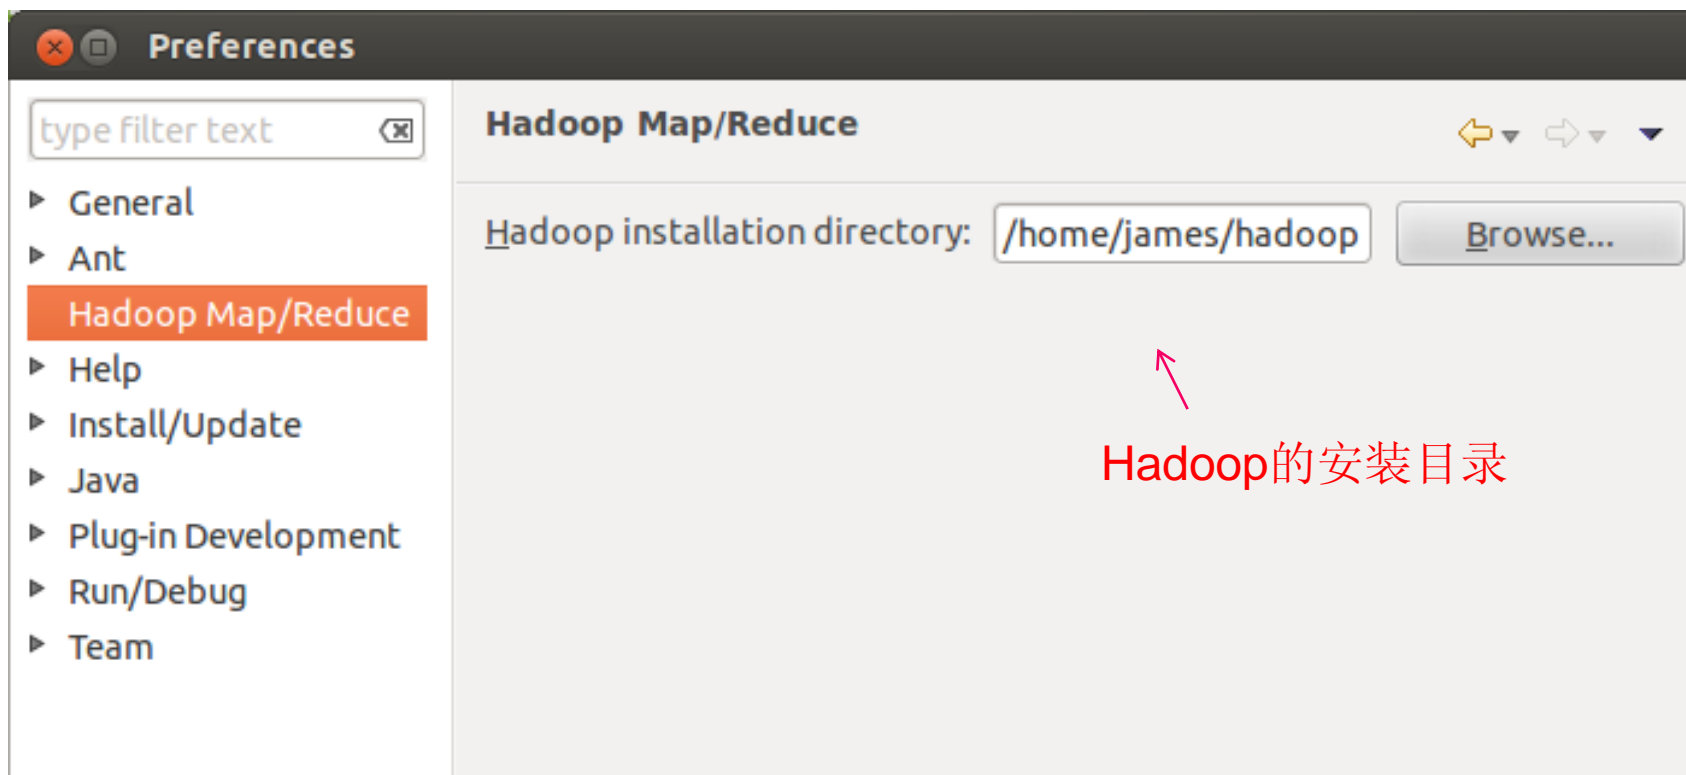 Preferences
type filter text
General
Ant
Hadoop Map/Reduce
Help
Install/Update
Java
Plug-in Development
Run/Debug
Team
Hadoop Map/Reduce
Hadoop installation directory: /home/james/hadoop Browse...
Hadoop的安装目录